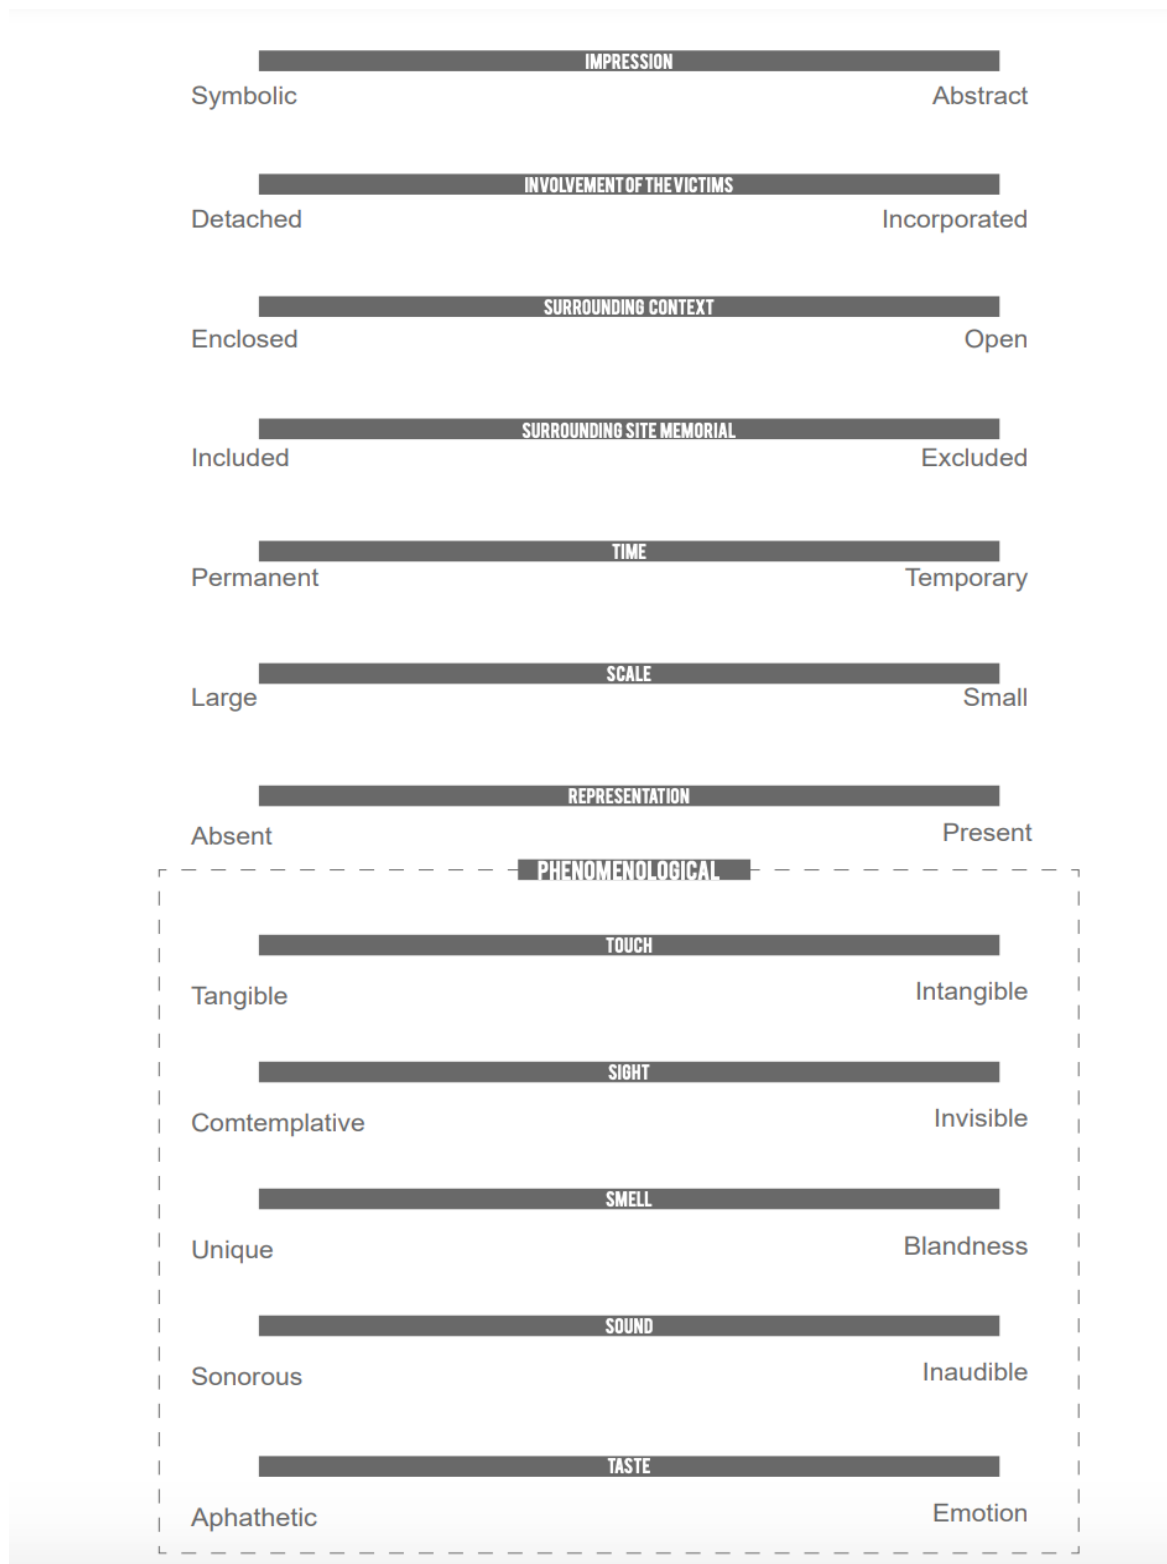 IMPRESSION
Symbolic Abstract
INVOLVEMENT OF THE VICTIMS
Detached Incorporated
SURROUNDING CONTEXT
Enclosed Open
SURROUNDING SITE MEMORIAL
Included Excluded
TIME
Permanent Temporary
SCALE
Large Small
REPRESENTATION
Absent Present
PHENOMENOLOGICAL
TOUCH
Tangible Intangible
SIGHT
Comtemplative Invisible
SMELL
Unique Blandness
SOUND
Sonorous Inaudible
TASTE
Aphathetic Emotion